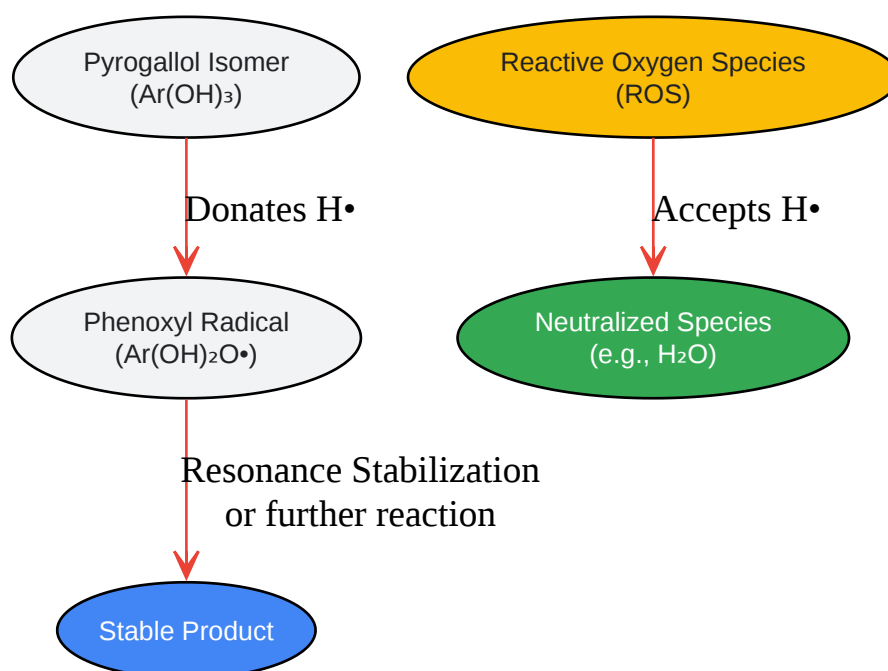 Pyrogallol Isomer
(Ar(OH)₃)
Reactive Oxygen Species
(ROS)
Donates H•
Accepts H•
Phenoxyl Radical
(Ar(OH)₂O•)
Neutralized Species
(e.g., H₂O)
Resonance Stabilization
or further reaction
Stable Product